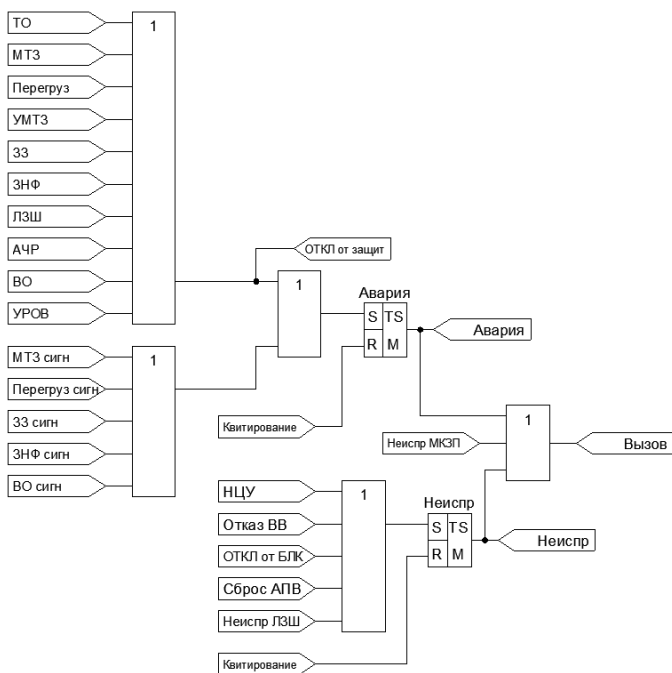 ТО
1
МТЗ
Перегруз
УМТЗ
ЗЗ
ЗНФ
ЛЗШ
АЧР
ОТКЛ от защит
ВО
1
УРОВ
Авария
S TS
R M
Авария
МТЗ сигн
1
Перегруз сигн
ЗЗ сигн
ЗНФ сигн
ВО сигн
Квитирование
Неиспр МКЗП
1
Вызов
НЦУ
1
Отказ ВВ
ОТКЛ от БЛК
Сброс АПВ
Неиспр ЛЗШ
Неиспр
S TS
R M
Неиспр
Квитирование